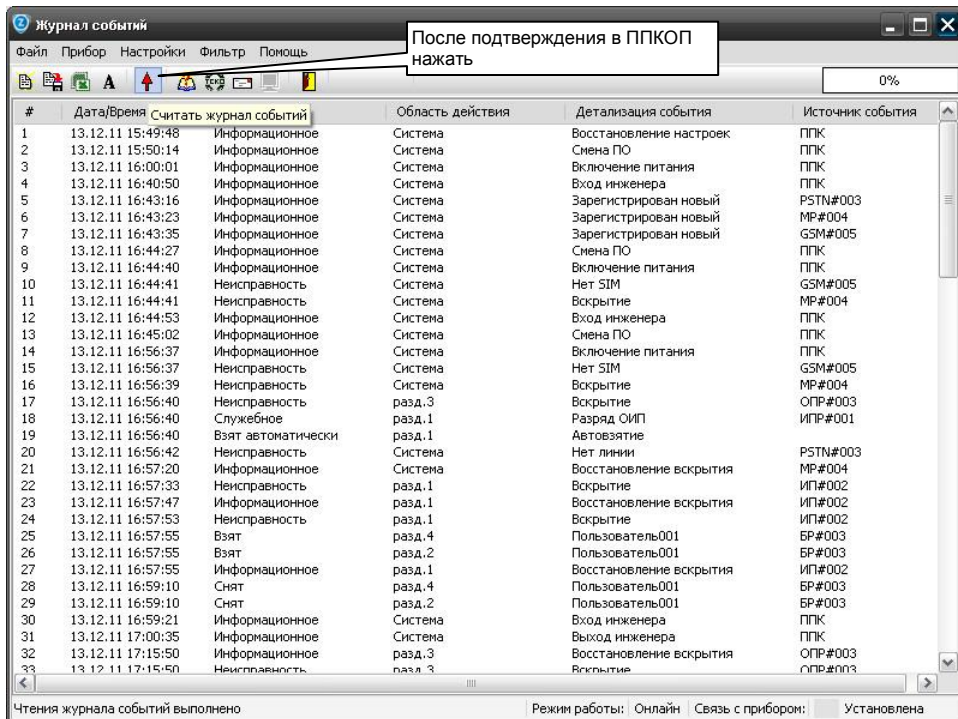 Журнал событий
Файл Прибор Настройки Фильтр Помощь
После подтверждения в ППКОП
нажать
A ТСКО 0%
# Дата/Время Область действия Детализация события Источник события
Считать журнал событий
1 13.12.11 15:49:48 Информационное Система Восстановление настроек ППК
2 13.12.11 15:50:14 Информационное Система Смена ПО ППК
3 13.12.11 16:00:01 Информационное Система Включение питания ППК
4 13.12.11 16:40:50 Информационное Система Вход инженера ППК
5 13.12.11 16:43:16 Информационное Система Зарегистрирован новый PSTN#003
6 13.12.11 16:43:23 Информационное Система Зарегистрирован новый МР#004
7 13.12.11 16:43:35 Информационное Система Зарегистрирован новый GSM#005
8 13.12.11 16:44:27 Информационное Система Смена ПО ППК
9 13.12.11 16:44:40 Информационное Система Включение питания ППК
10 13.12.11 16:44:41 Неисправность Система Нет SIM GSM#005
11 13.12.11 16:44:41 Неисправность Система Вскрытие МР#004
12 13.12.11 16:44:53 Информационное Система Вход инженера ППК
13 13.12.11 16:45:02 Информационное Система Смена ПО ППК
14 13.12.11 16:56:37 Информационное Система Включение питания ППК
15 13.12.11 16:56:37 Неисправность Система Нет SIM GSM#005
16 13.12.11 16:56:39 Неисправность Система Вскрытие МР#004
17 13.12.11 16:56:40 Неисправность разд.3 Вскрытие ОПР#003
18 13.12.11 16:56:40 Служебное разд.1 Разряд ОИП ИПР#001
19 13.12.11 16:56:40 Взят автоматически разд.1 Автовзятие
20 13.12.11 16:56:42 Неисправность Система Нет линии PSTN#003
21 13.12.11 16:57:20 Информационное Система Восстановление вскрытия МР#004
22 13.12.11 16:57:33 Неисправность разд.1 Вскрытие ИП#002
23 13.12.11 16:57:47 Информационное разд.1 Восстановление вскрытия ИП#002
24 13.12.11 16:57:53 Неисправность разд.1 Вскрытие ИП#002
25 13.12.11 16:57:55 Взят разд.4 Пользователь001 БР#003
26 13.12.11 16:57:55 Взят разд.2 Пользователь001 БР#003
27 13.12.11 16:57:55 Информационное разд.1 Восстановление вскрытия ИП#002
28 13.12.11 16:59:10 Снят разд.4 Пользователь001 БР#003
29 13.12.11 16:59:10 Снят разд.2 Пользователь001 БР#003
30 13.12.11 16:59:21 Информационное Система Вход инженера ППК
31 13.12.11 17:00:35 Информационное Система Выход инженера ППК
32 13.12.11 17:15:50 Информационное разд.3 Восстановление вскрытия ОПР#003
33 13.12.11 17:15:50 Неисправность разд.3 Вскрытие ОПР#003
Чтения журнала событий выполнено Режим работы: Онлайн Связь с прибором: Установлена